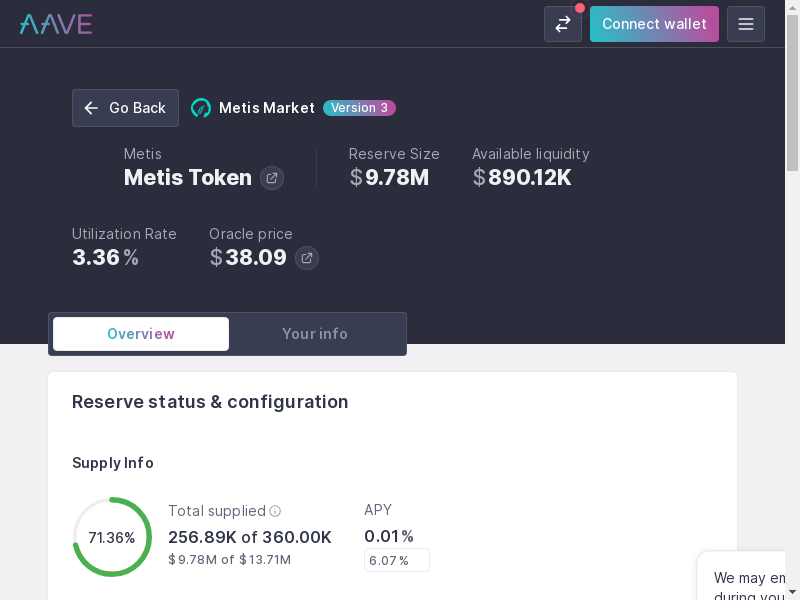 AAVE
Connect wallet
Go Back
Metis Market
Version 3
Metis
Metis Token
Reserve Size
$9.78M
Available liquidity
$890.12K
Utilization Rate
3.36%
Oracle price
$38.09
Overview
Your info
Reserve status & configuration
Supply Info
71.36%
Total supplied
256.89K of 360.00K
$9.78M of $13.71M
APY
0.01%
6.07%
We may em
during you